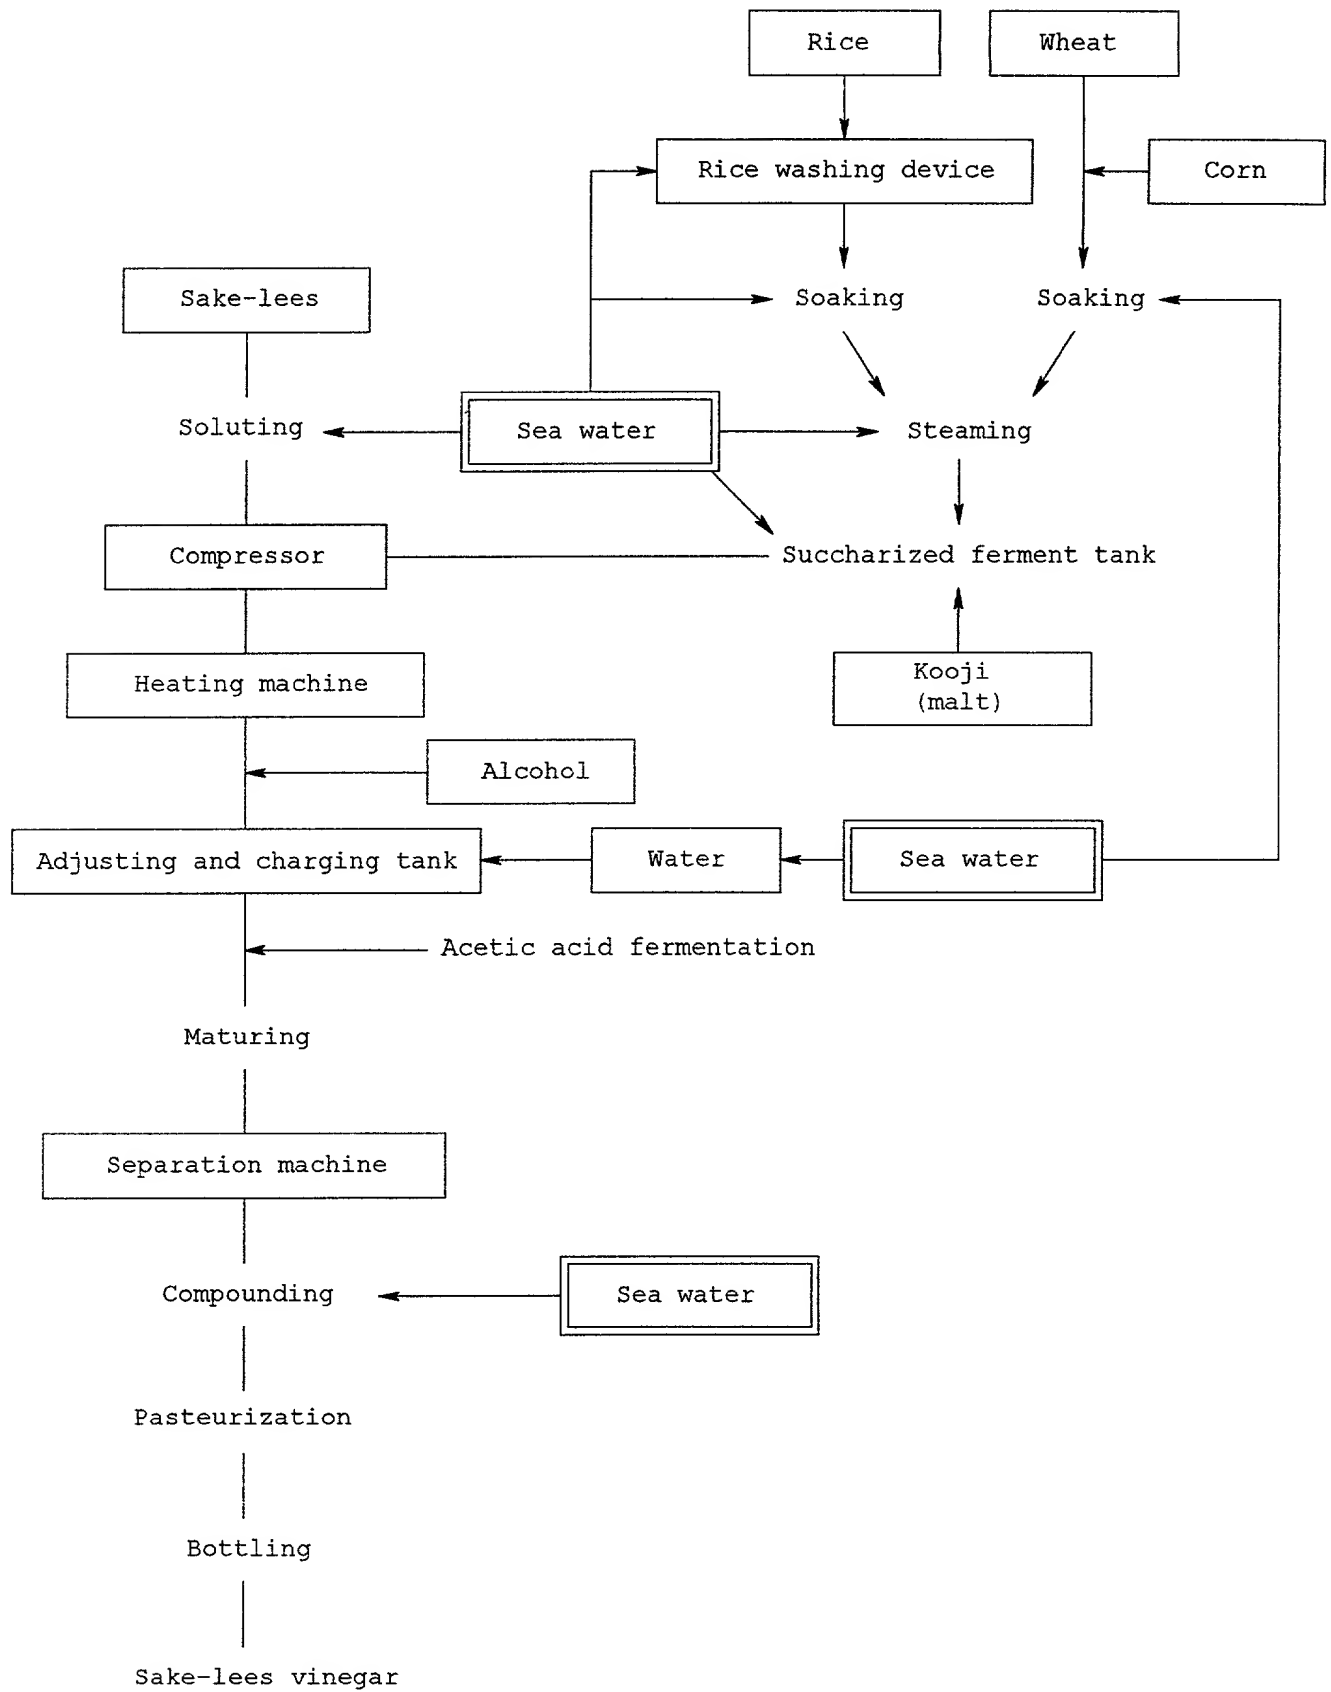 Rice
Wheat
Rice washing device
Corn
Sake-lees
Soaking
Soaking
Soluting
Sea water
Steaming
Compressor
Succharized ferment tank
Heating machine
Kooji
(malt)
Alcohol
Adjusting and charging tank
Water
Sea water
Acetic acid fermentation
Maturing
Separation machine
Compounding
Sea water
Pasteurization
Bottling
Sake-lees vinegar